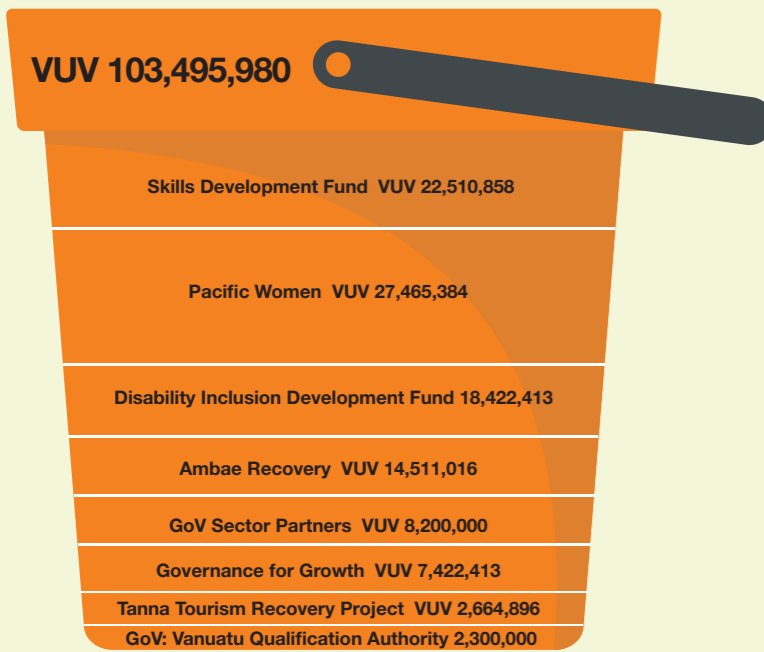 VUV 103,495,980
Skills Development Fund VUV 22,510,858
Pacific Women VUV 27,465,384
Disability Inclusion Development Fund 18,422,413
Ambae Recovery VUV 14,511,016
GoV Sector Partners VUV 8,200,000
Governance for Growth VUV 7,422,413
Tanna Tourism Recovery Project VUV 2,664,896
GoV: Vanuatu Qualification Authority 2,300,000